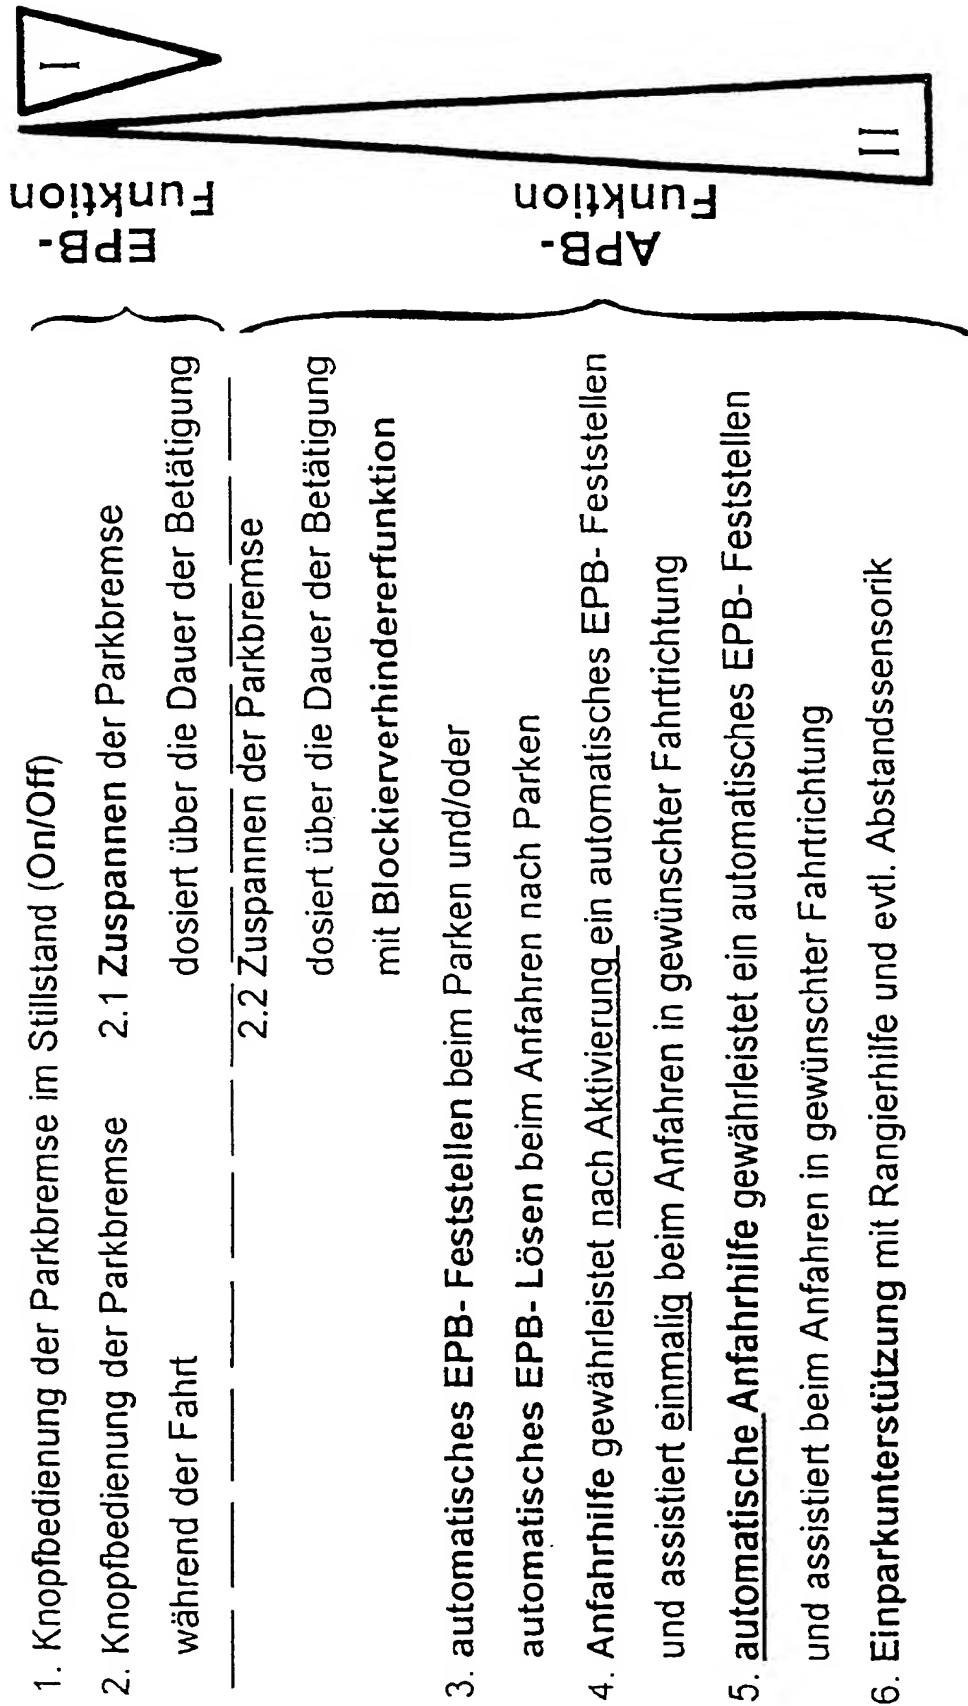 1. Knopfbedienung der Parkbremse im Stillstand (On/Off)
2. Knopfbedienung der Parkbremse 2.1 Zuspannen der Parkbremse
während der Fahrt dosiert über die Dauer der Betätigung
EPB-
Funktion
I
2.2 Zuspannen der Parkbremse
dosiert über die Dauer der Betätigung
mit Blockierverhindererfunktion
3. automatisches EPB- Feststellen beim Parken und/oder
automatisches EPB- Lösen beim Anfahren nach Parken
4. Anfahrhilfe gewährleistet nach Aktivierung ein automatisches EPB- Feststellen
und assistiert einmalig beim Anfahren in gewünschter Fahrtrichtung
5. automatische Anfahrhilfe gewährleistet ein automatisches EPB- Feststellen
und assistiert beim Anfahren in gewünschter Fahrtrichtung
6. Einparkunterstützung mit Rangierhilfe und evtl. Abstandssensorik
APB-
Funktion
II